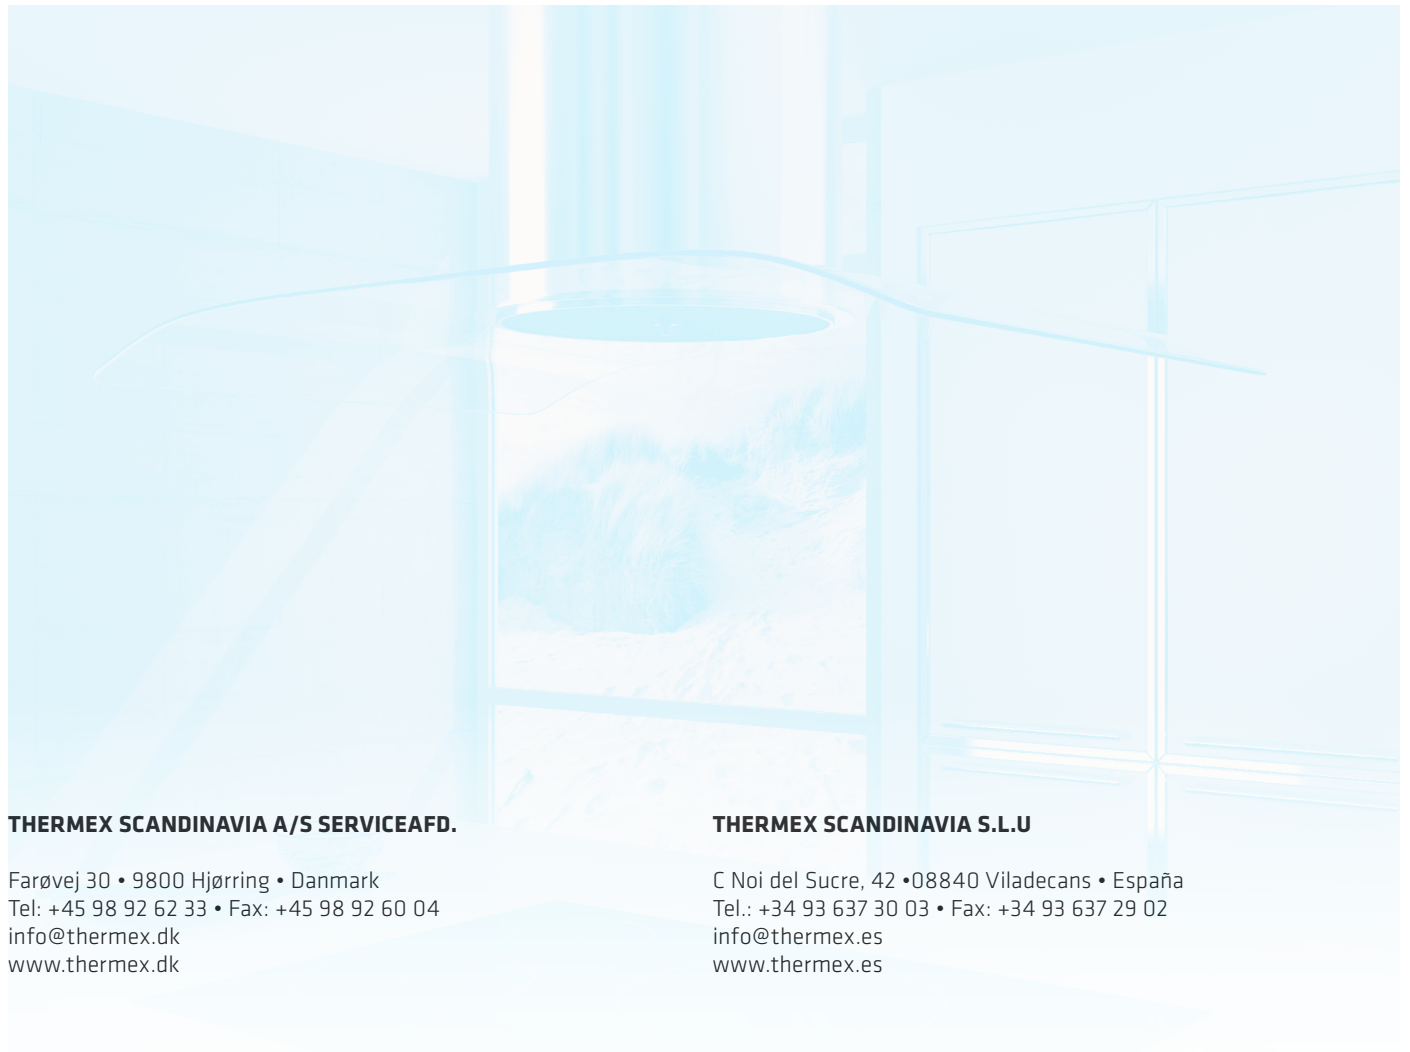 THERMEX SCANDINAVIA A/S SERVICEAFD.
Farøvej 30 • 9800 Hjørring • Danmark
Tel: +45 98 92 62 33 • Fax: +45 98 92 60 04
info@thermex.dk
www.thermex.dk
THERMEX SCANDINAVIA S.L.U
C Noi del Sucre, 42 •08840 Viladecans • España
Tel.: +34 93 637 30 03 • Fax: +34 93 637 29 02
info@thermex.es
www.thermex.es